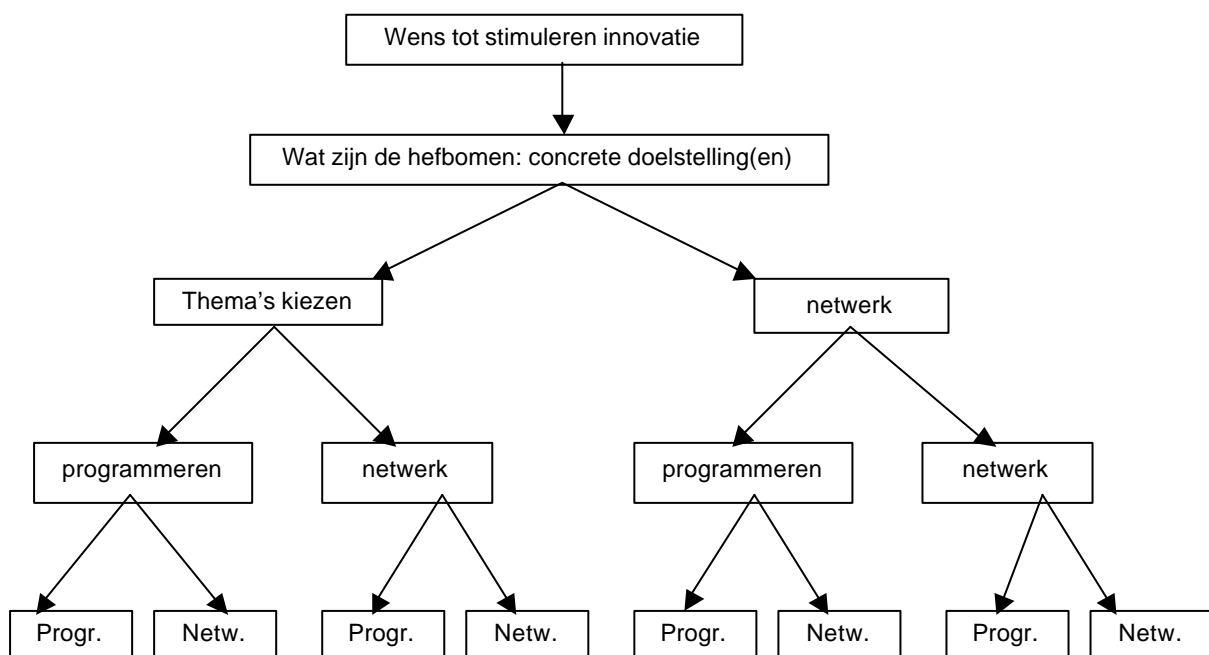 Wens tot stimuleren innovatie
Wat zijn de hefbomen: concrete doelstelling(en)
Thema's kiezen
netwerk
programmeren
netwerk
programmeren
netwerk
Progr.
Netw.
Progr.
Netw.
Progr.
Netw.
Progr.
Netw.